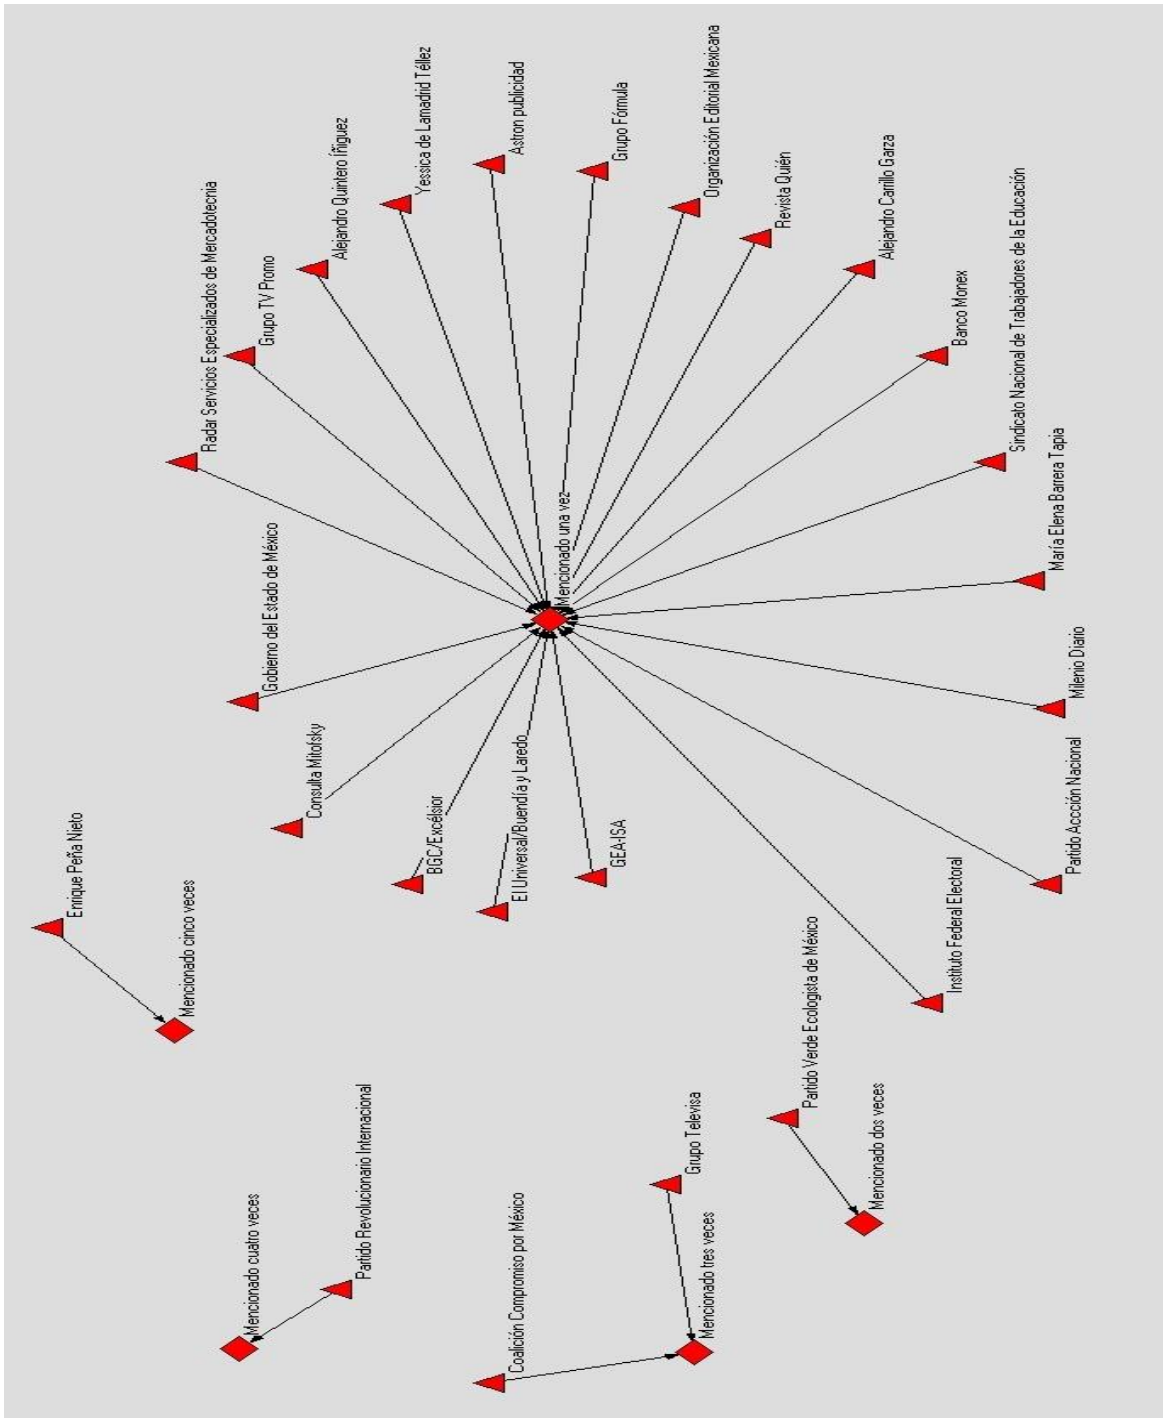 Enrique Peña Nieto
Mencionado cinco veces
Radar Servicios Especializados de Mercadotecnia
Mencionado cuatro veces
Grupo TV Promo
Gobierno del Estado de México
Consulta Mitofsky
Alejandro Quintero Íñiguez
Partido Revolucionario Internacional
Yessica de Lamadrid Téllez
BGC/Excélsior
Coalición Compromiso por México
El Universal/Buendía y Laredo
Astron publicidad
Mencionado una vez
GEA-ISA
Grupo Fórmula
Grupo Televisa
Mencionado tres veces
Organización Editorial Mexicana
Revista Quién
Partido Verde Ecologista de México
Mencionado dos veces
Alejandro Carrillo Garza
Instituto Federal Electoral
Banco Monex
Sindicato Nacional de Trabajadores de la Educación
María Elena Barrera Tapia
Partido Accción Nacional
Milenio Diario